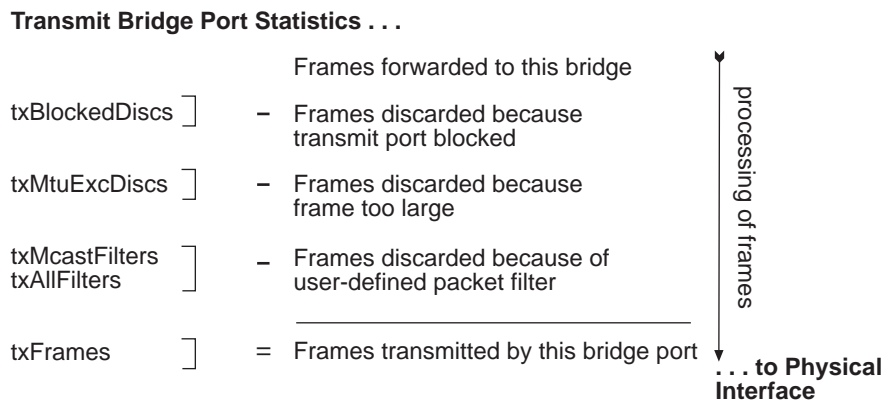 Transmit Bridge Port Statistics . . .
Frames forwarded to this bridge
txBlockedDiscs ] – Frames discarded because
transmit port blocked
txMtuExcDiscs ] – Frames discarded because
frame too large
txMcastFilters
txAllFilters ] – Frames discarded because of
user-defined packet filter
txFrames ] = Frames transmitted by this bridge port
processing of frames
. . . to Physical
Interface